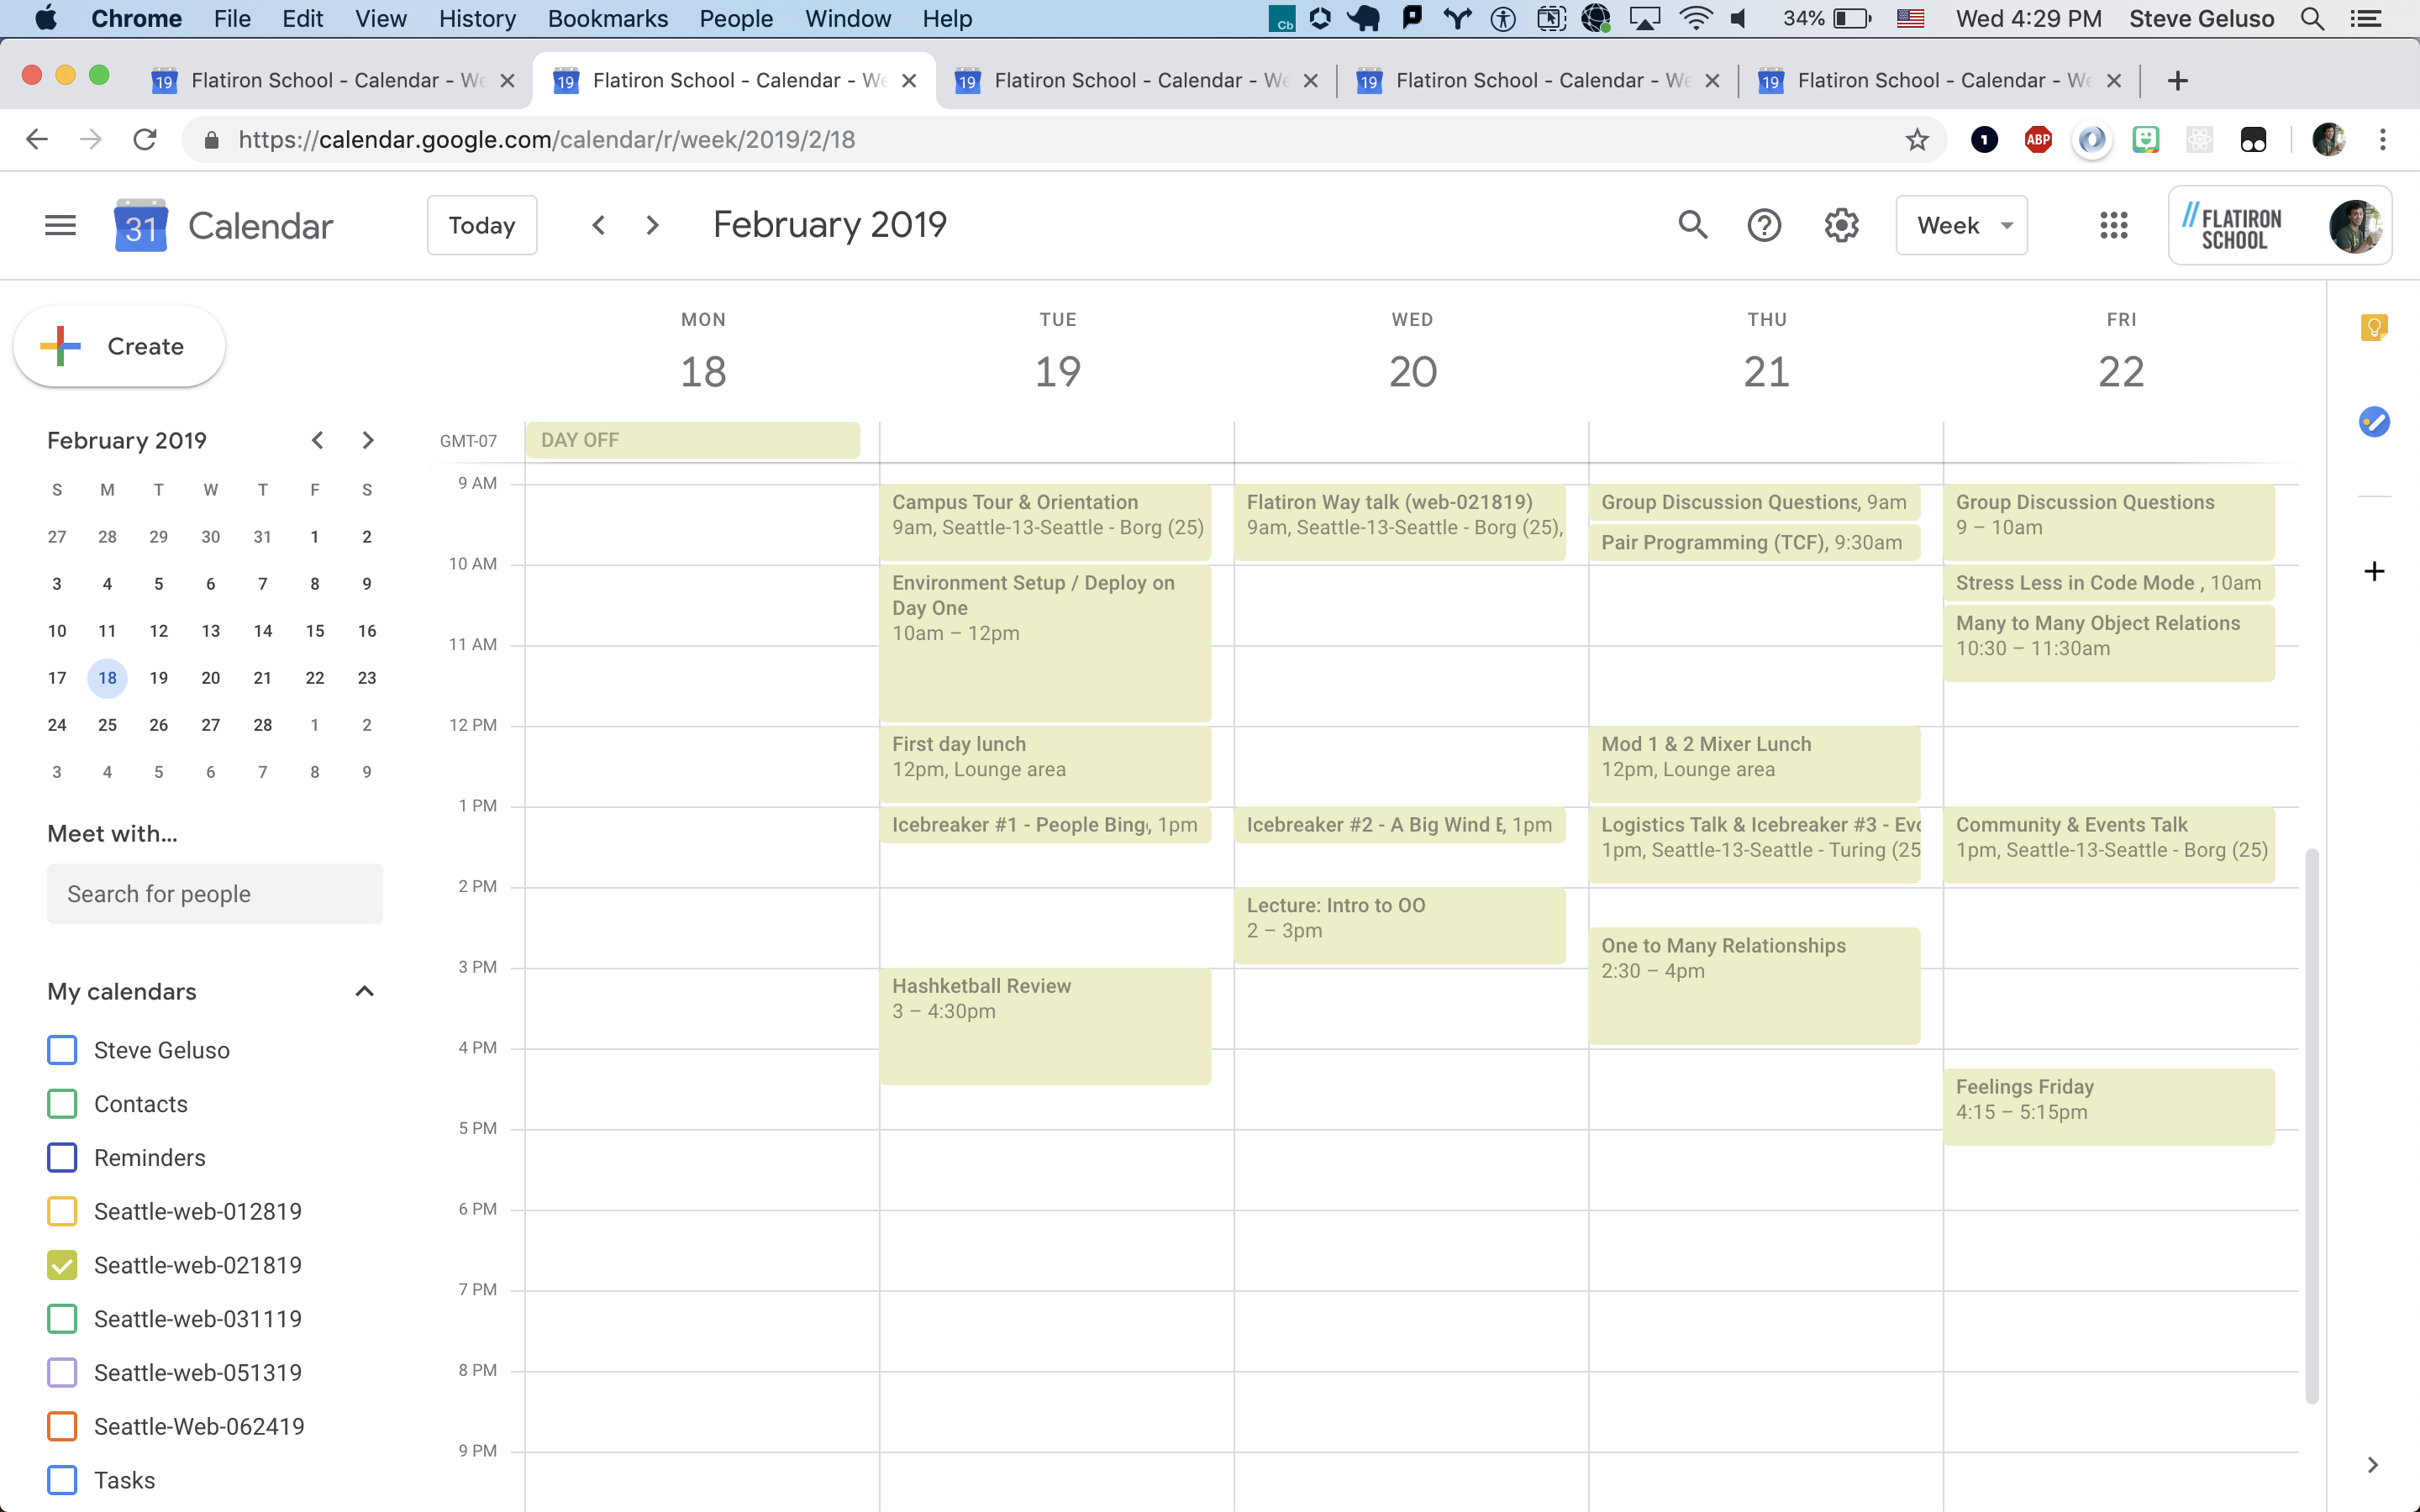 Chrome File Edit View History Bookmarks People Window Help
Cb 34% Wed 4:29 PM Steve Geluso
19 Flatiron School - Calendar - We
19 Flatiron School - Calendar - We
19 Flatiron School - Calendar - We
19 Flatiron School - Calendar - We
19 Flatiron School - Calendar - We
https://calendar.google.com/calendar/r/week/2019/2/18
1 ABP
31 Calendar Today February 2019 Week
FLATIRON
SCHOOL
Create
February 2019
S M T W T F S
27 28 29 30 31 1 2
3 4 5 6 7 8 9
10 11 12 13 14 15 16
17 18 19 20 21 22 23
24 25 26 27 28 1 2
3 4 5 6 7 8 9
Meet with...
Search for people
My calendars
Steve Geluso
Contacts
Reminders
Seattle-web-012819
Seattle-web-021819
Seattle-web-031119
Seattle-web-051319
Seattle-Web-062419
Tasks
MON TUE WED THU FRI
18 19 20 21 22
GMT-07
9 AM
10 AM
11 AM
12 PM
1 PM
2 PM
3 PM
4 PM
5 PM
6 PM
7 PM
8 PM
9 PM
DAY OFF
Campus Tour & Orientation
9am, Seattle-13-Seattle - Borg (25)
Environment Setup / Deploy on
Day One
10am – 12pm
First day lunch
12pm, Lounge area
Icebreaker #1 - People Bing, 1pm
Hashketball Review
3 – 4:30pm
Flatiron Way talk (web-021819)
9am, Seattle-13-Seattle - Borg (25),
Icebreaker #2 - A Big Wind B, 1pm
Lecture: Intro to OO
2 – 3pm
Group Discussion Questions, 9am
Pair Programming (TCF), 9:30am
Mod 1 & 2 Mixer Lunch
12pm, Lounge area
Logistics Talk & Icebreaker #3 - Evo
1pm, Seattle-13-Seattle - Turing (25
One to Many Relationships
2:30 – 4pm
Group Discussion Questions
9 – 10am
Stress Less in Code Mode , 10am
Many to Many Object Relations
10:30 – 11:30am
Community & Events Talk
1pm, Seattle-13-Seattle - Borg (25)
Feelings Friday
4:15 – 5:15pm